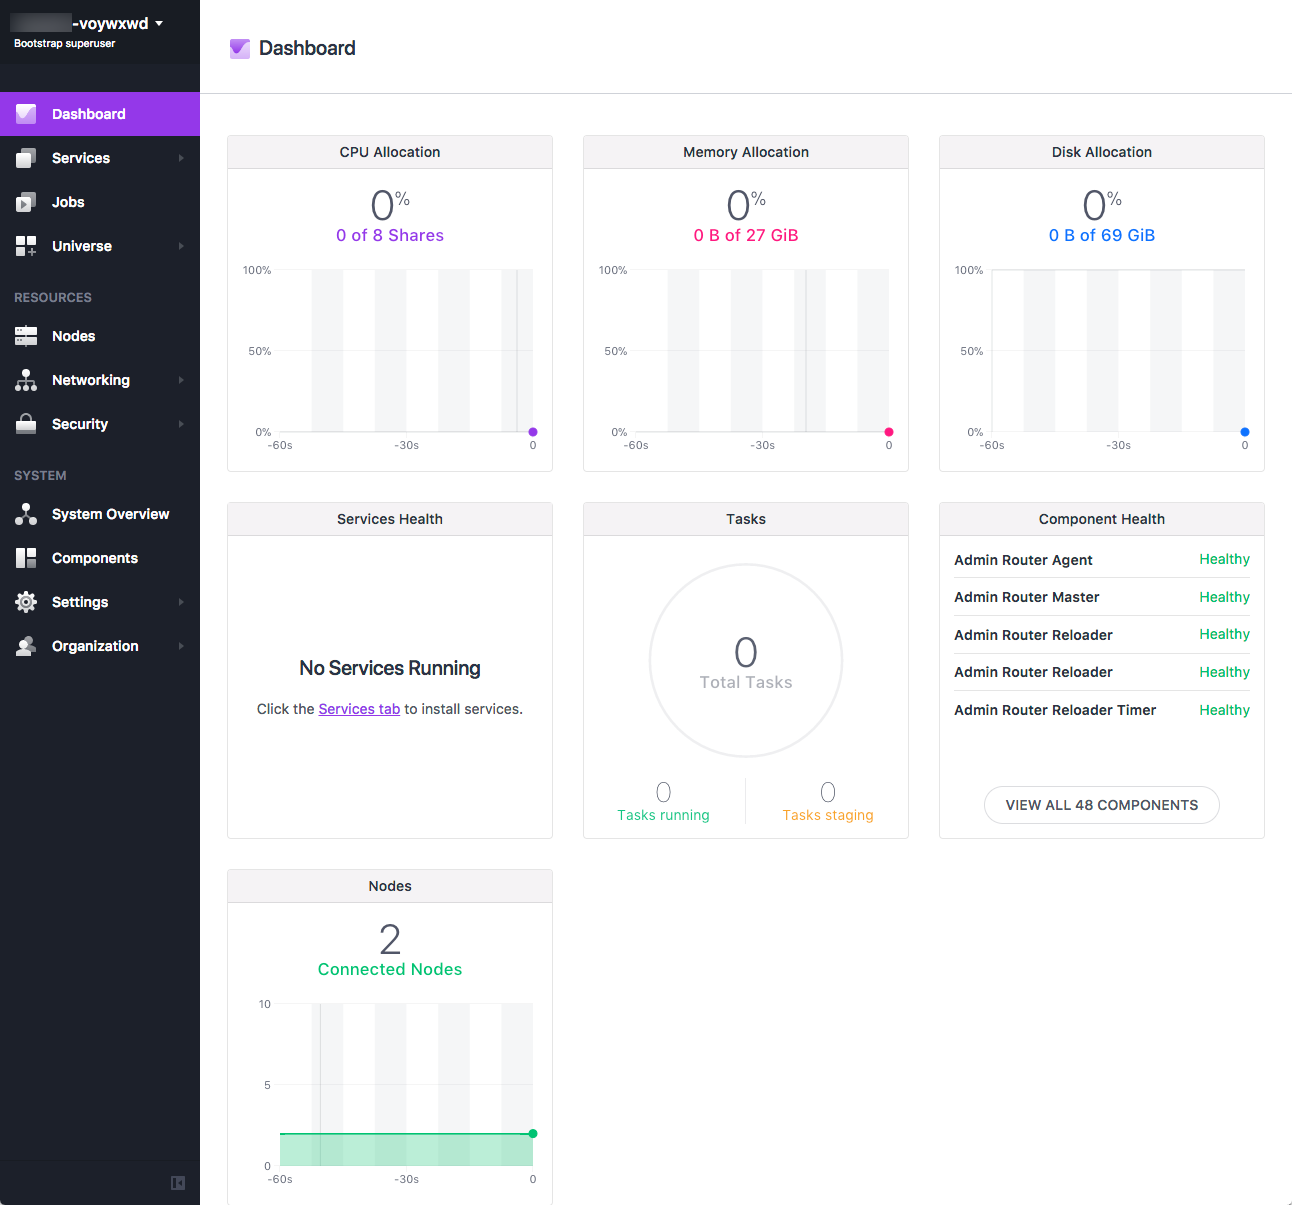 -voywxwd
Bootstrap superuser
Dashboard
Services
Jobs
Universe
RESOURCES
Nodes
Networking
Security
SYSTEM
System Overview
Components
Settings
Organization
Dashboard
CPU Allocation
0%
0 of 8 Shares
100%
50%
0%
-60s -30s 0
Memory Allocation
0%
0 B of 27 GiB
100%
50%
0%
-60s -30s 0
Disk Allocation
0%
0 B of 69 GiB
100%
50%
0%
-60s -30s 0
Services Health
No Services Running
Click the Services tab to install services.
Tasks
0
Total Tasks
0
Tasks running
0
Tasks staging
Component Health
Admin Router Agent Healthy
Admin Router Master Healthy
Admin Router Reloader Healthy
Admin Router Reloader Healthy
Admin Router Reloader Timer Healthy
VIEW ALL 48 COMPONENTS
Nodes
2
Connected Nodes
10
5
0
-60s -30s 0